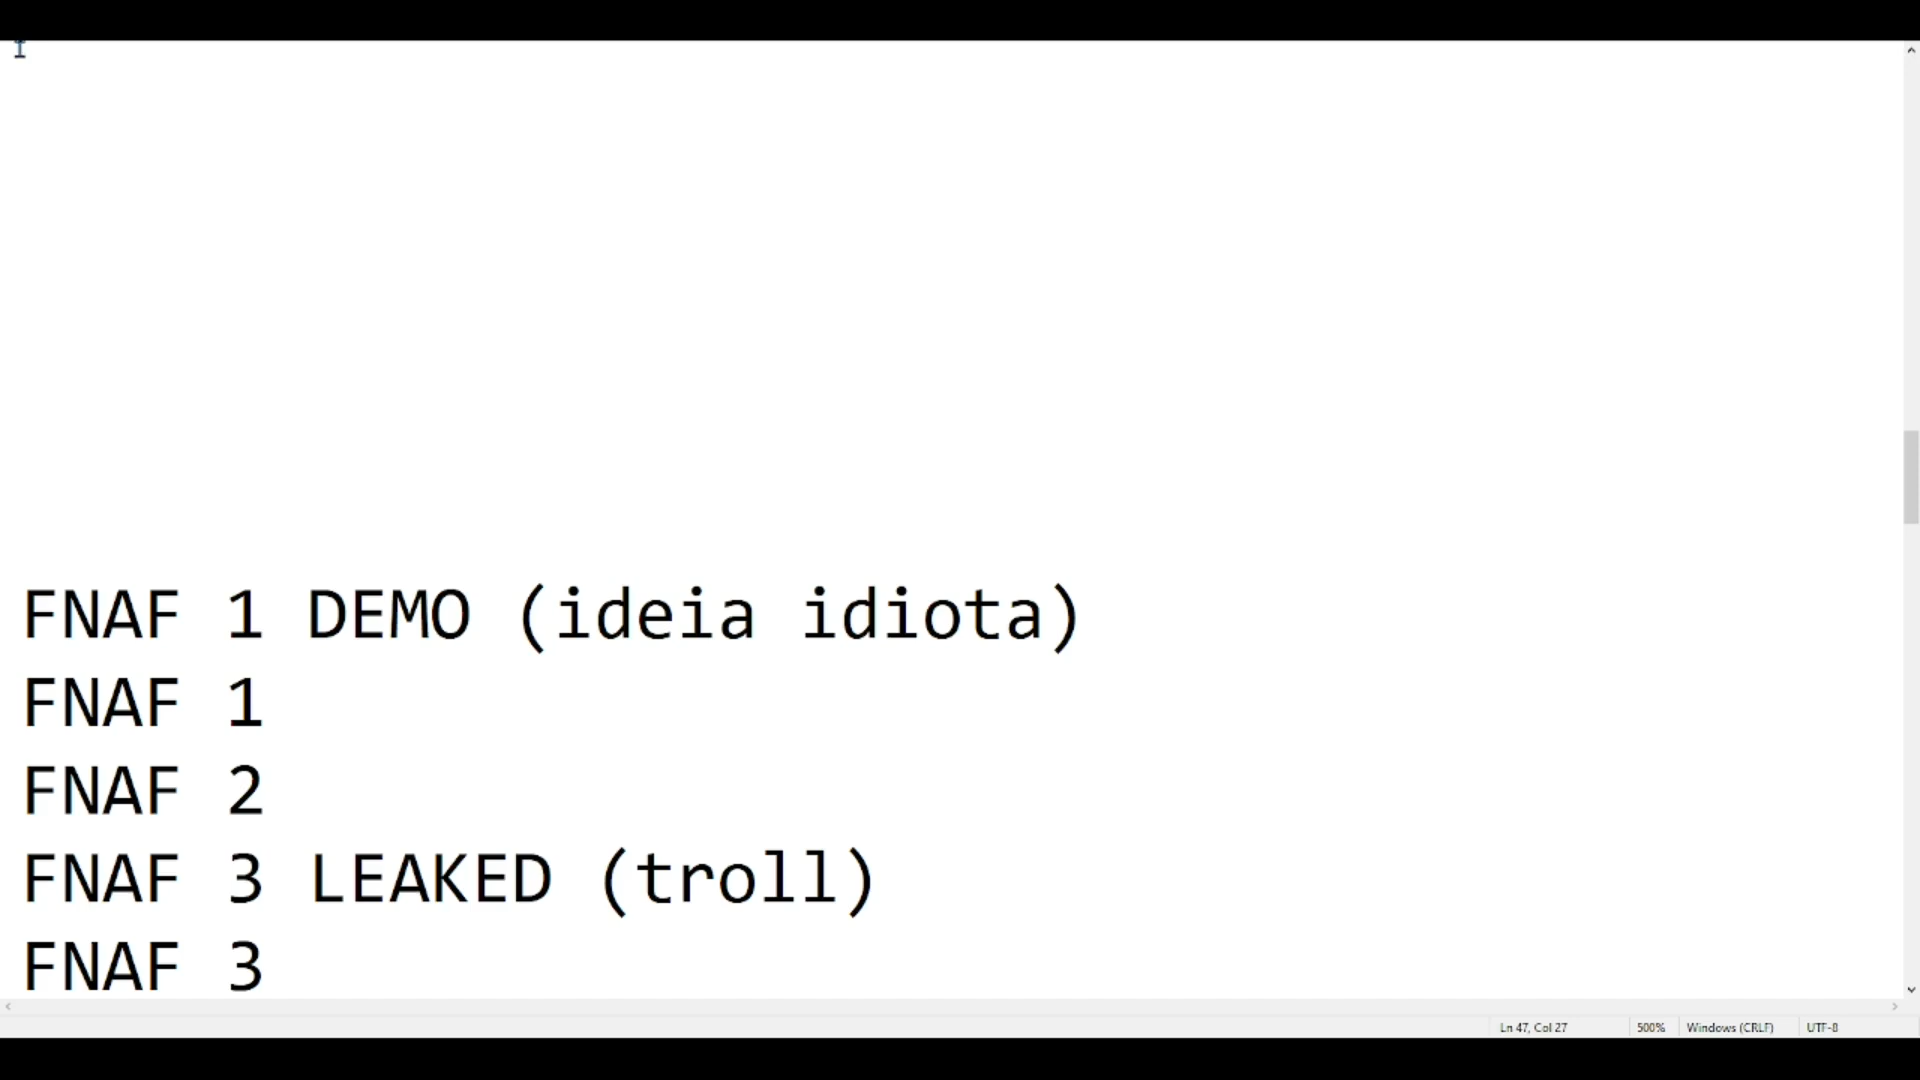 FNAF 1 DEMO (ideia idiota)
FNAF 1
FNAF 2
FNAF 3 LEAKED (troll)
FNAF 3
Ln 47, Col 27 500% Windows (CRLF) UTF-8